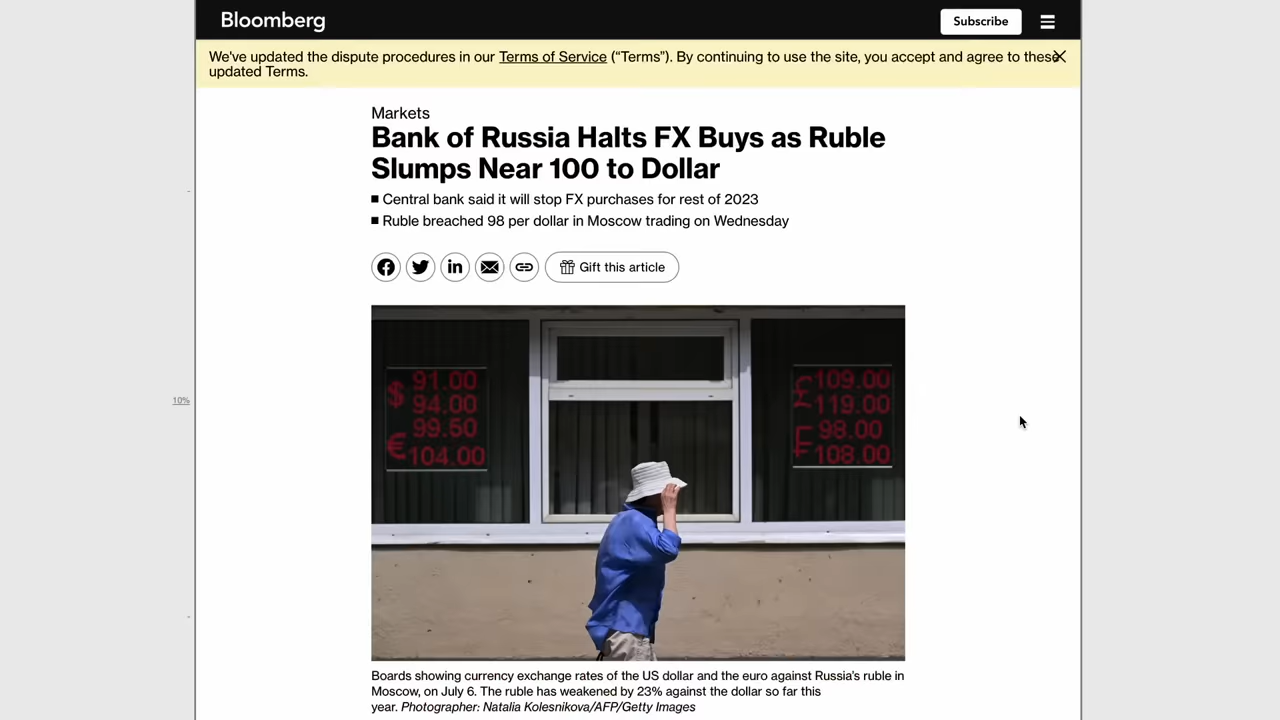 Bloomberg
Subscribe
We've updated the dispute procedures in our Terms of Service (“Terms”). By continuing to use the site, you accept and agree to these
updated Terms.
Markets
Bank of Russia Halts FX Buys as Ruble
Slumps Near 100 to Dollar
Central bank said it will stop FX purchases for rest of 2023
Ruble breached 98 per dollar in Moscow trading on Wednesday
Gift this article
$ 91.00
94.00
€ 99.50
104.00
£ 109.00
119.00
98.00
108.00
10%
Boards showing currency exchange rates of the US dollar and the euro against Russia's ruble in
Moscow, on July 6. The ruble has weakened by 23% against the dollar so far this
year. Photographer: Natalia Kolesnikova/AFP/Getty Images